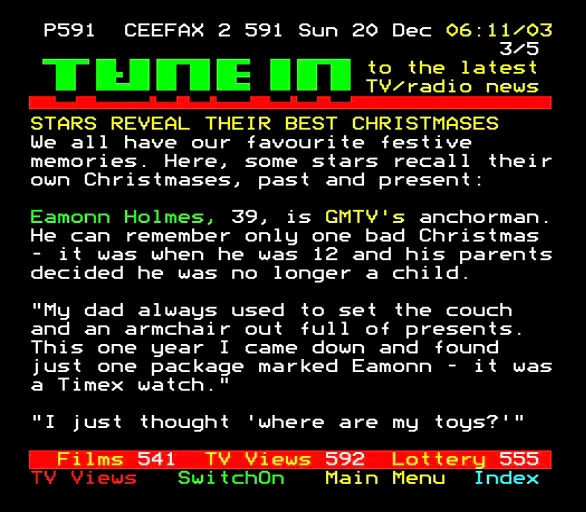 P591 CEEFAX 2 591 Sun 20 Dec 06:11/03
3/5
TUNE IN to the latest
TV/radio news
STARS REVEAL THEIR BEST CHRISTMASES
We all have our favourite festive
memories. Here, some stars recall their
own Christmases, past and present:
Eamonn Holmes, 39, is GMTV's anchorman.
He can remember only one bad Christmas
- it was when he was 12 and his parents
decided he was no longer a child.
"My dad always used to set the couch
and an armchair out full of presents.
This one year I came down and found
just one package marked Eamonn - it was
a Timex watch."
"I just thought 'where are my toys?'"
Films 541 TV Views 592 Lottery 555
TV Views SwitchOn Main Menu Index